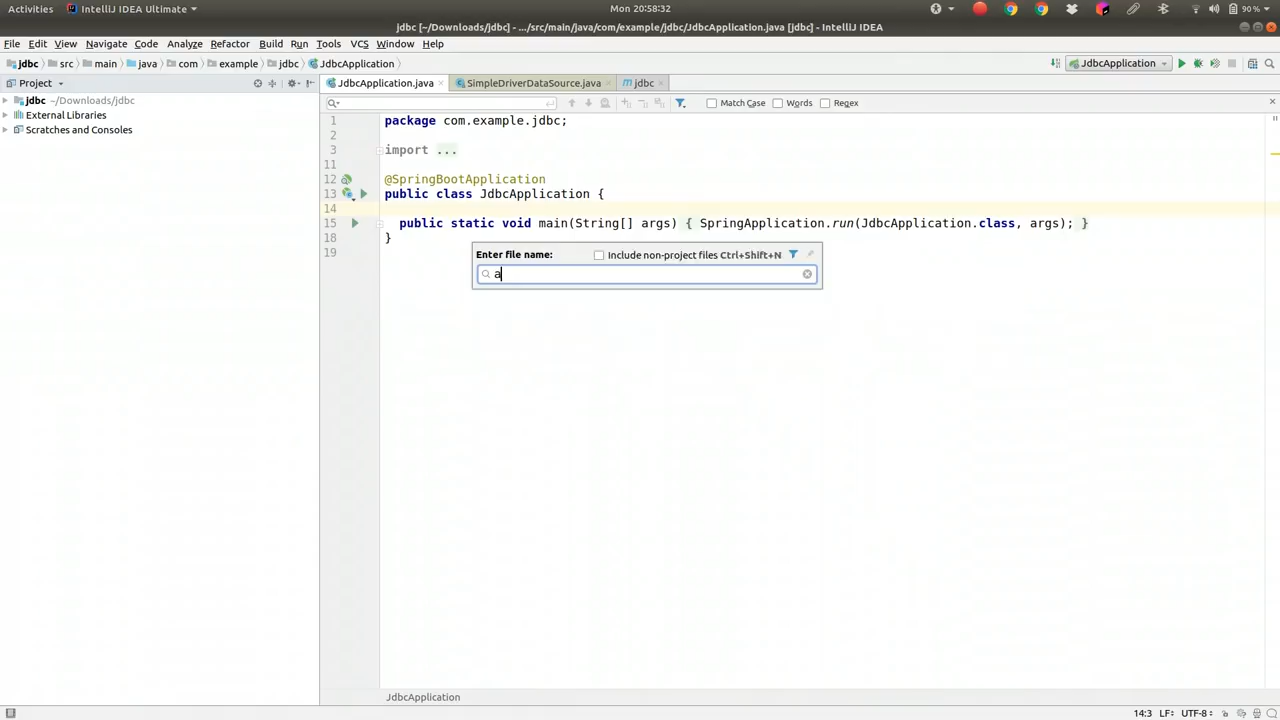 Activities IntelliJ IDEA Ultimate Mon 20:58:32 90%
jdbc [~/Downloads/jdbc] - .../src/main/java/com/example/jdbc/JdbcApplication.java [jdbc] - IntelliJ IDEA
File Edit View Navigate Code Analyze Refactor Build Run Tools VCS Window Help
jdbc src main java com example jdbc JdbcApplication JdbcApplication
Project JdbcApplication.java SimpleDriverDataSource.java jdbc
Match Case Words Regex
jdbc ~/Downloads/jdbc
External Libraries
Scratches and Consoles
1 package com.example.jdbc;
2
3 import ...
11
12 @SpringBootApplication
13 public class JdbcApplication {
14
15 public static void main(String[] args) { SpringApplication.run(JdbcApplication.class, args); }
18 }
19
Enter file name: Include non-project files Ctrl+Shift+N
a
JdbcApplication
14:3 LF UTF-8